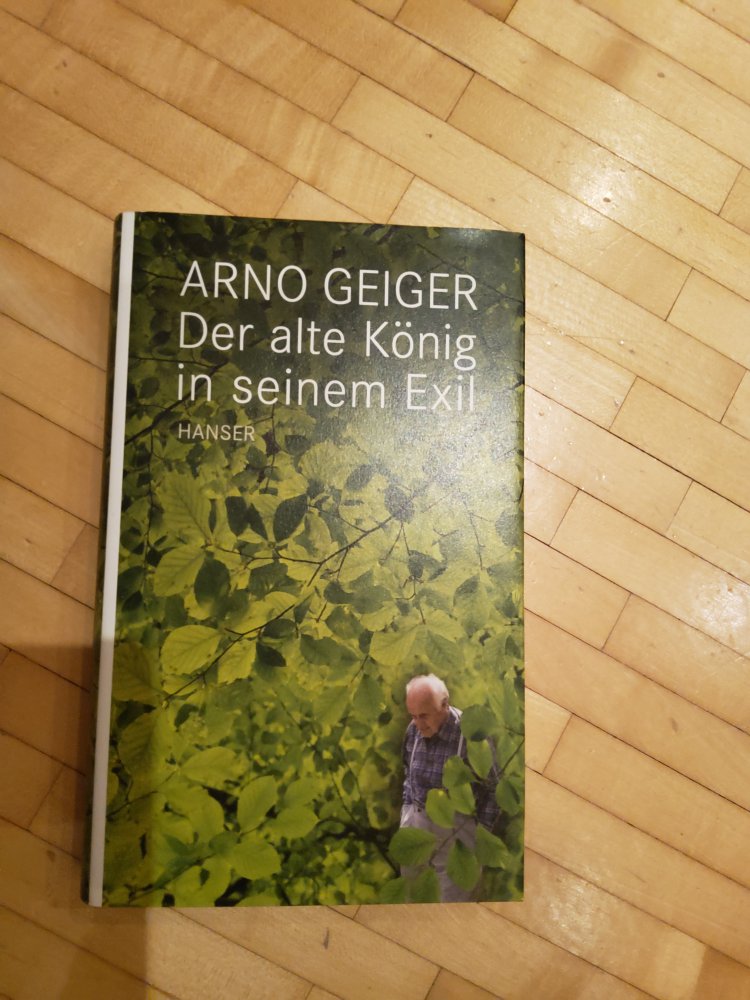 ARNO GEIGER
Der alte König
in seinem Exil
HANSER